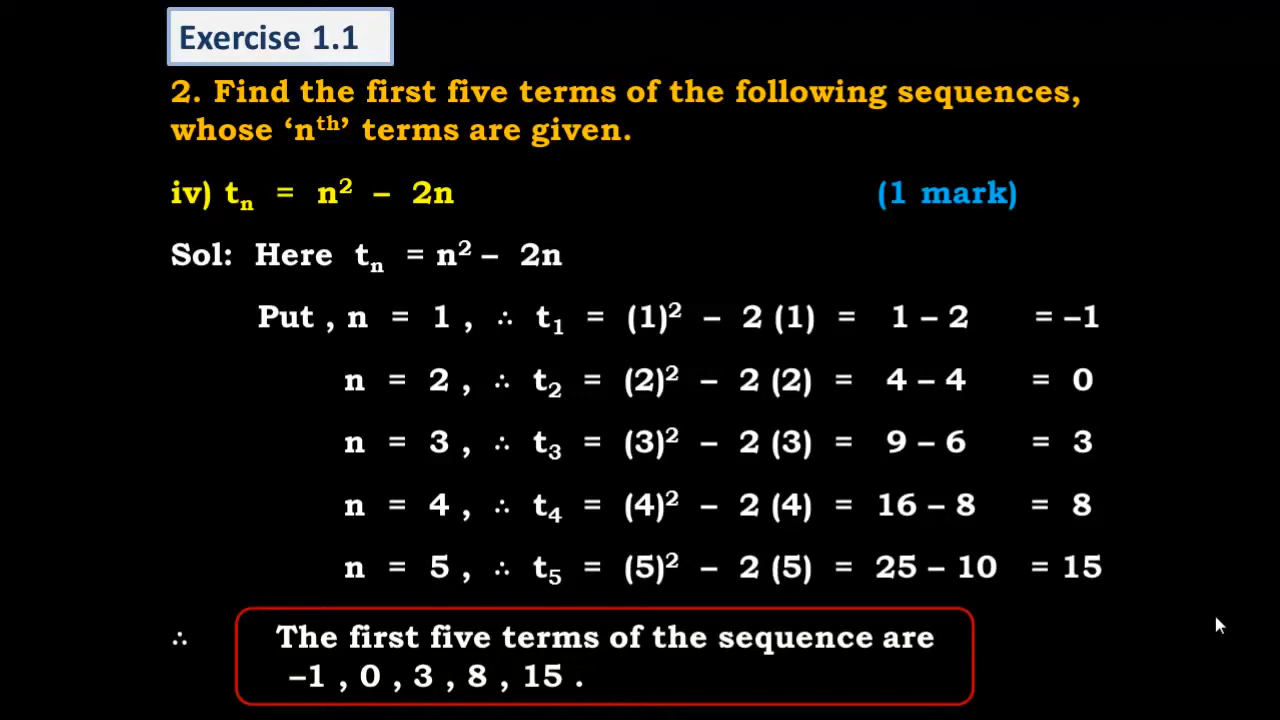 Exercise 1.1
2. Find the first five terms of the following sequences,
whose ‘nᵗʰ’ terms are given.
iv) tₙ = n² – 2n (1 mark)
Sol: Here tₙ = n² – 2n
Put , n = 1 , ∴ t₁ = (1)² – 2 (1) = 1 – 2 = –1
n = 2 , ∴ t₂ = (2)² – 2 (2) = 4 – 4 = 0
n = 3 , ∴ t₃ = (3)² – 2 (3) = 9 – 6 = 3
n = 4 , ∴ t₄ = (4)² – 2 (4) = 16 – 8 = 8
n = 5 , ∴ t₅ = (5)² – 2 (5) = 25 – 10 = 15
∴ The first five terms of the sequence are
–1 , 0 , 3 , 8 , 15 .